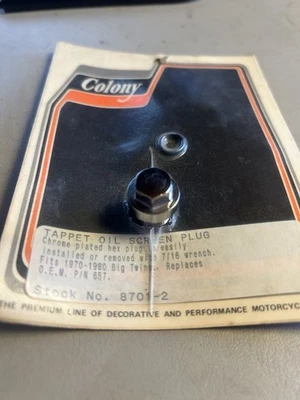 Colony
TAPPET OIL SCREEN PLUG
Chrome plated hex plug, easily
installed or removed with 7/16 wrench.
Fits 1970-1980 Big Twins. Replaces
O.E.M. P/N 657.
Stock No. 8701-2
THE PREMIUM LINE OF DECORATIVE AND PERFORMANCE MOTORCYC